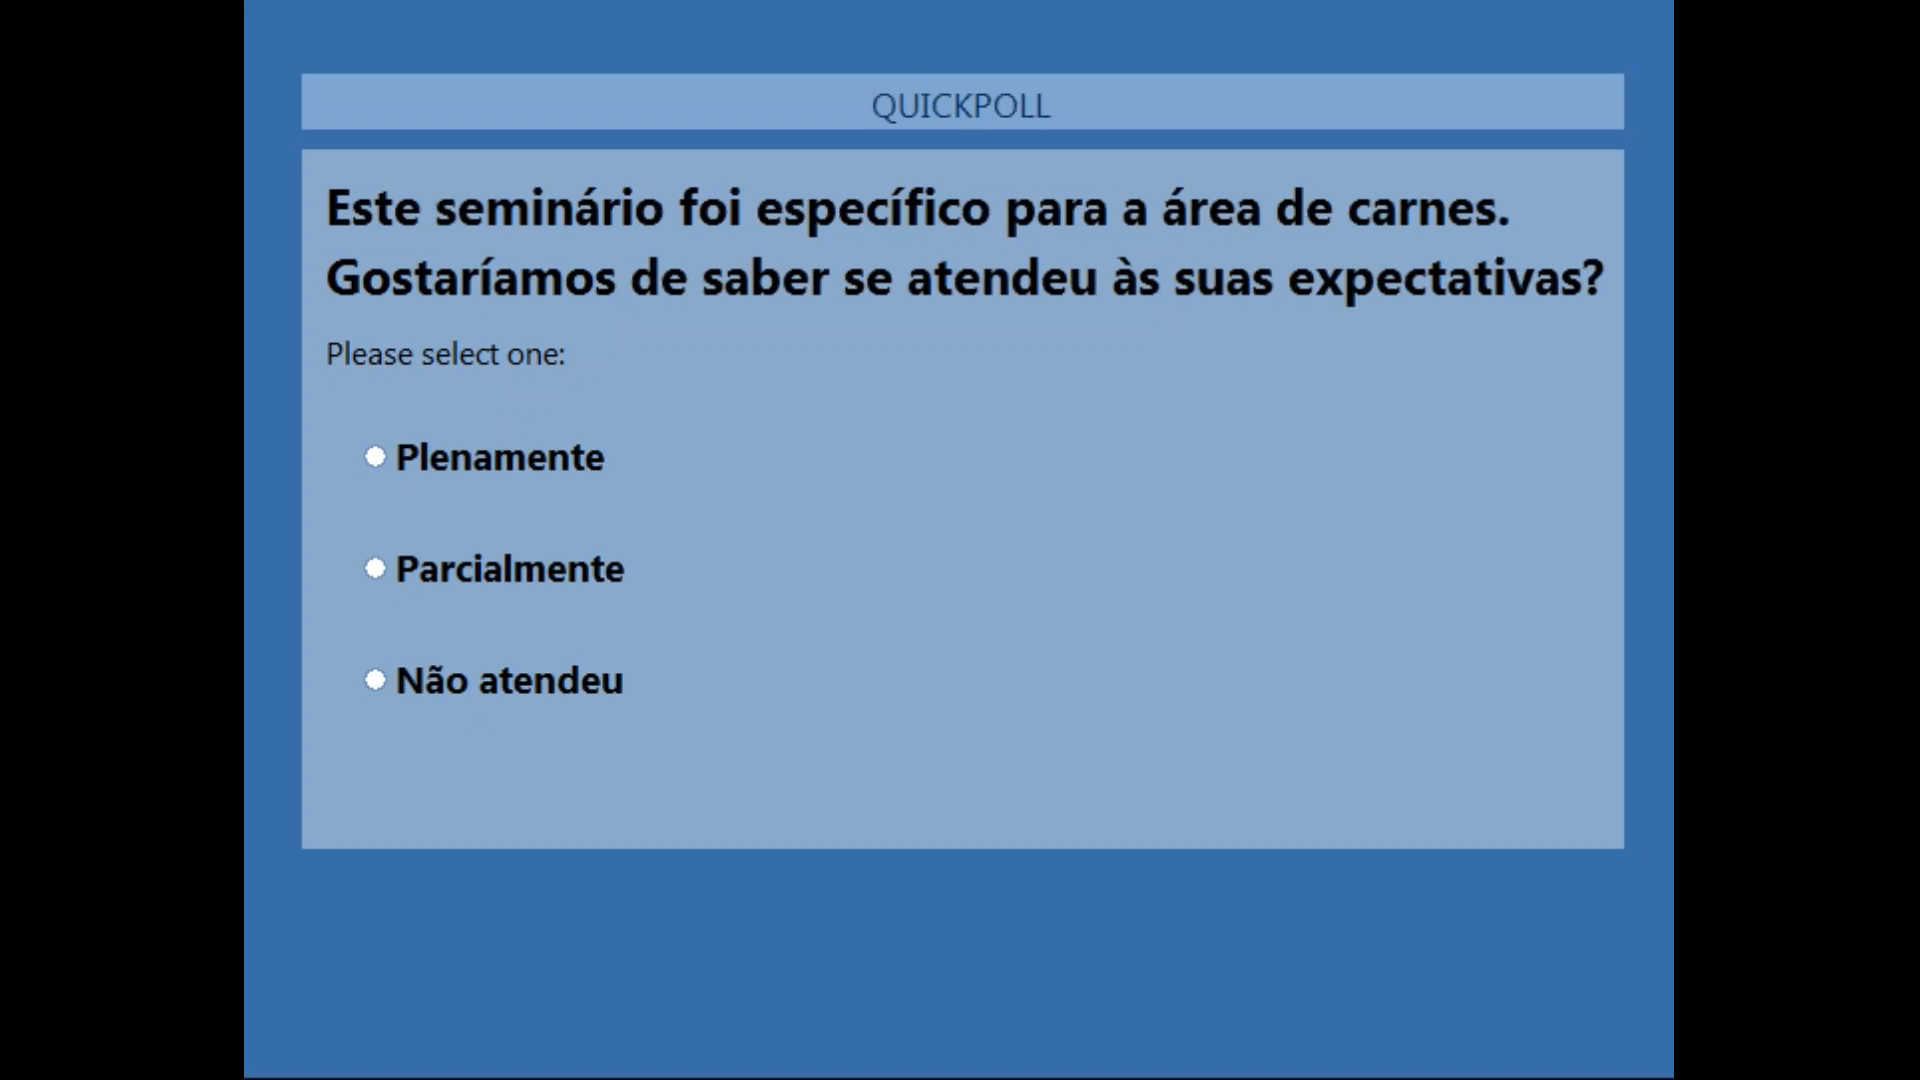 QUICKPOLL
Este seminário foi específico para a área de carnes.
Gostaríamos de saber se atendeu às suas expectativas?
Please select one:
Plenamente
Parcialmente
Não atendeu